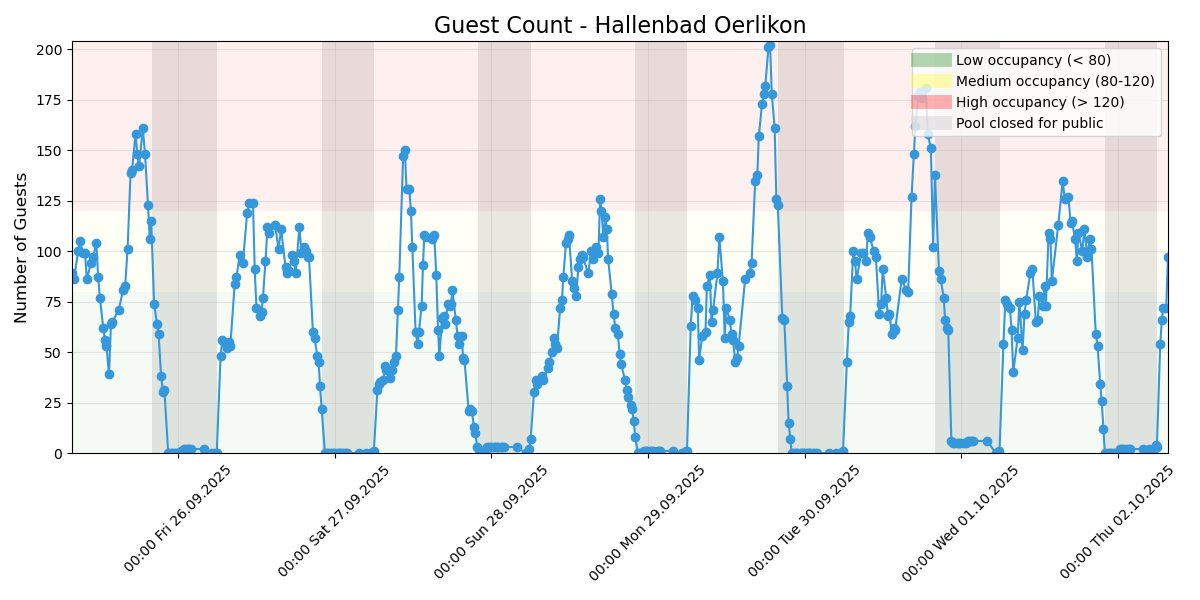 Guest Count - Hallenbad Oerlikon
Number of Guests
200
175
150
125
100
75
50
25
0
Low occupancy (< 80)
Medium occupancy (80-120)
High occupancy (> 120)
Pool closed for public
00:00 Fri 26.09.2025
00:00 Sat 27.09.2025
00:00 Sun 28.09.2025
00:00 Mon 29.09.2025
00:00 Tue 30.09.2025
00:00 Wed 01.10.2025
00:00 Thu 02.10.2025